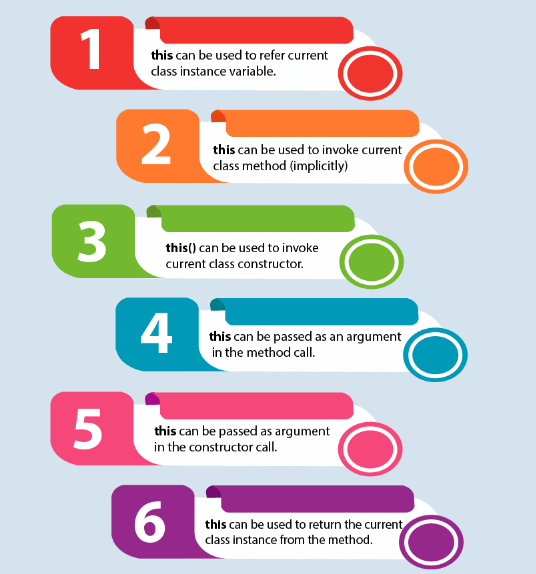 1
this can be used to refer current
class instance variable.
2
this can be used to invoke current
class method (implicitly)
3
this() can be used to invoke
current class constructor.
4
this can be passed as an argument
in the method call.
5
this can be passed as argument
in the constructor call.
6
this can be used to return the current
class instance from the method.